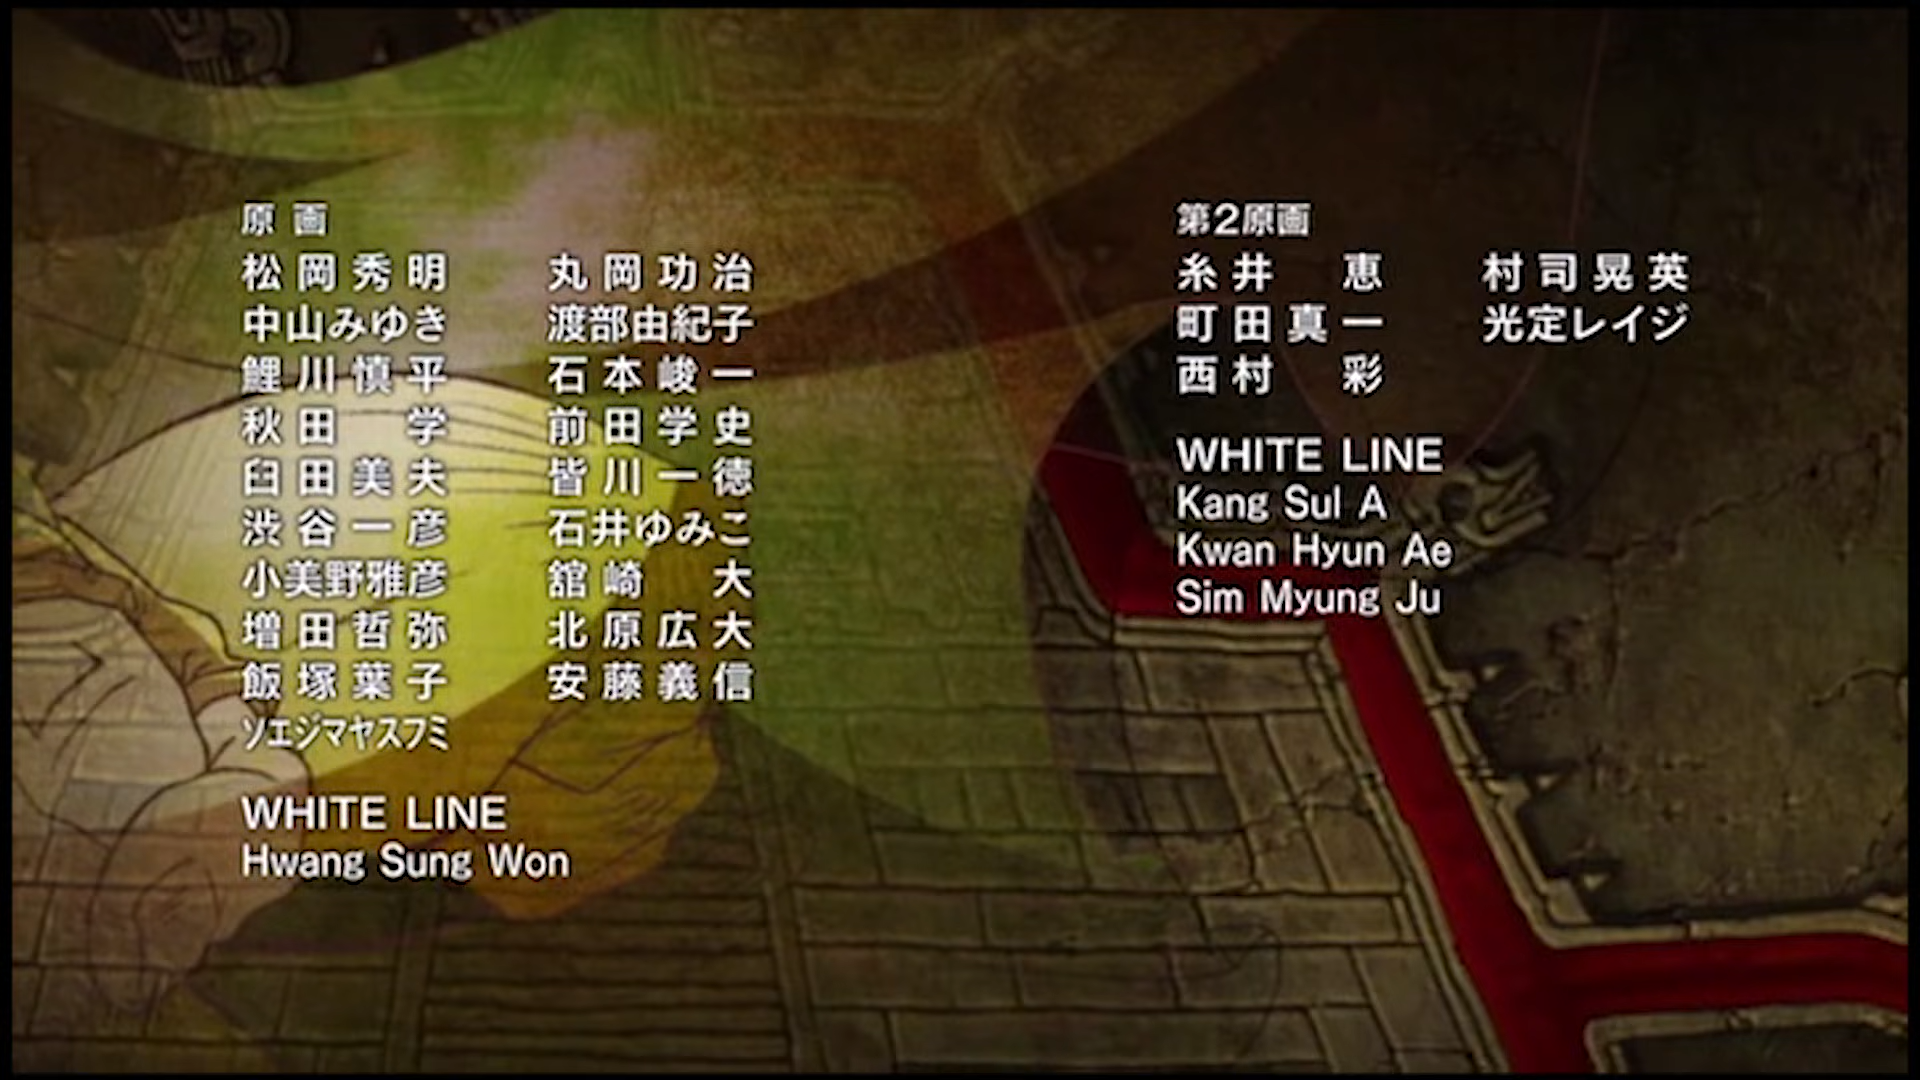 原画
松岡秀明 丸岡功治
中山みゆき 渡部由紀子
鯉川慎平 石本峻一
秋田学 前田学史
臼田美夫 皆川一徳
渋谷一彦 石井ゆみこ
小美野雅彦 舘崎大
増田哲弥 北原広大
飯塚葉子 安藤義信
ソエジマヤスフミ
WHITE LINE
Hwang Sung Won
第2原画
糸井恵 村司晃英
町田真一 光定レイジ
西村彩
WHITE LINE
Kang Sul A
Kwan Hyun Ae
Sim Myung Ju